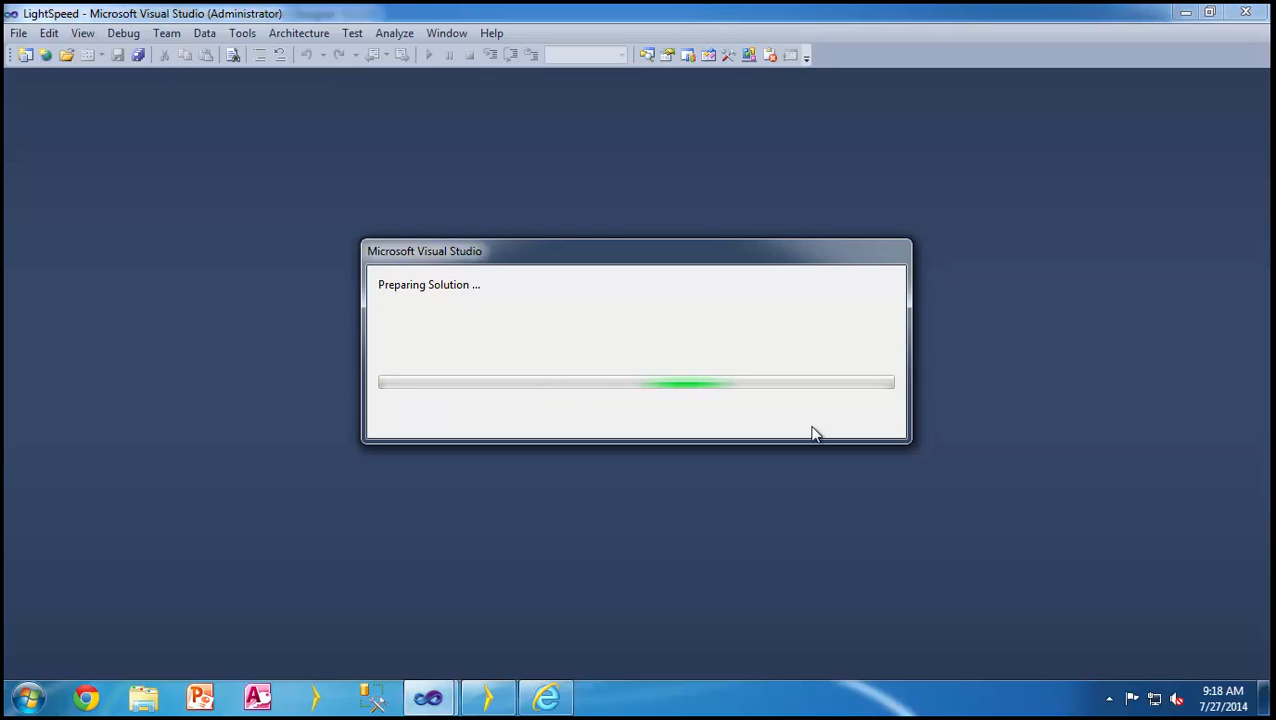 LightSpeed - Microsoft Visual Studio (Administrator)
File Edit View Debug Team Data Tools Architecture Test Analyze Window Help
Microsoft Visual Studio
Preparing Solution ...
9:18 AM
7/27/2014